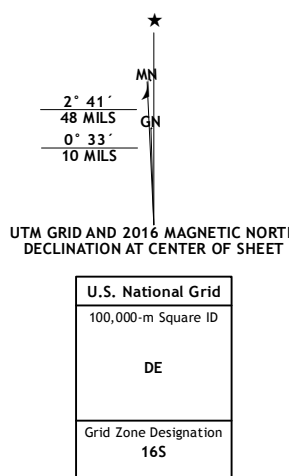 ★
MN
2° 41´
48 MILS
GN
0° 33´
10 MILS
UTM GRID AND 2016 MAGNETIC NORTH
DECLINATION AT CENTER OF SHEET
U.S. National Grid
100,000-m Square ID
DE
Grid Zone Designation
16S